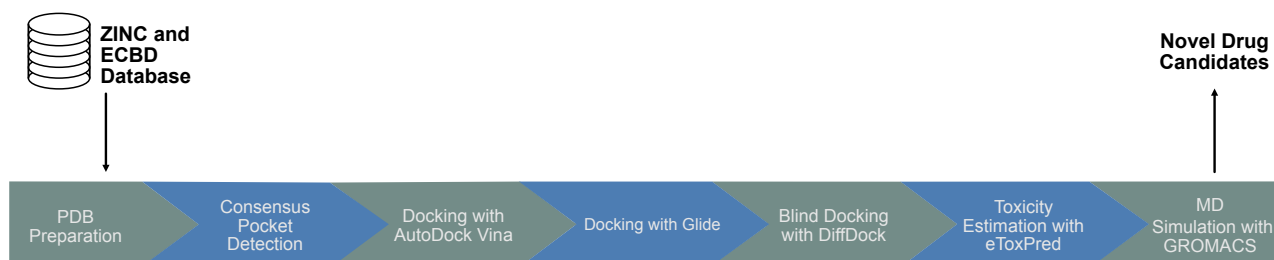 ZINC and
ECBD
Database
Novel Drug
Candidates
PDB
Preparation
Consensus
Pocket
Detection
Docking with
AutoDock Vina
Docking with Glide
Blind Docking
with DiffDock
Toxicity
Estimation with
eToxPred
MD
Simulation with
GROMACS